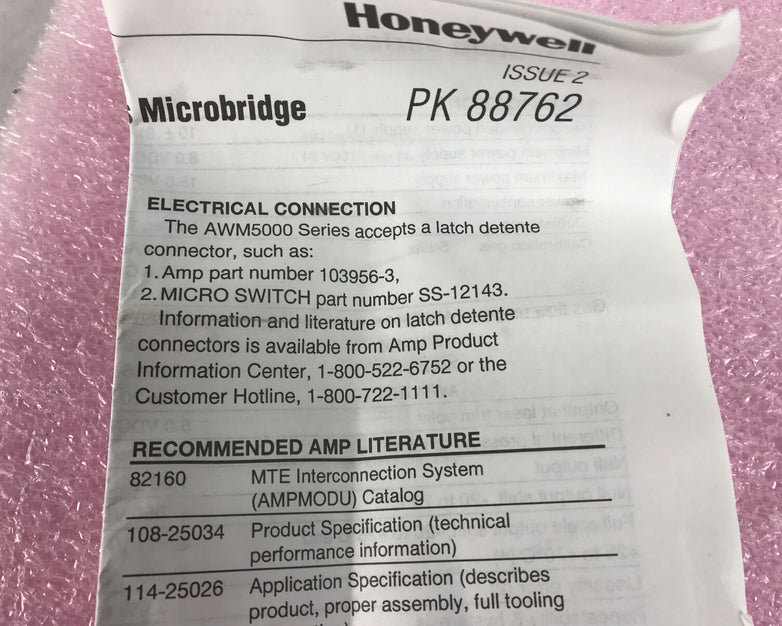 Honeywell
ISSUE 2
Microbridge PK 88762
ELECTRICAL CONNECTION
The AWM5000 Series accepts a latch detente
connector, such as:
1. Amp part number 103956-3,
2. MICRO SWITCH part number SS-12143.
Information and literature on latch detente
connectors is available from Amp Product
Information Center, 1-800-522-6752 or the
Customer Hotline, 1-800-722-1111.
RECOMMENDED AMP LITERATURE
82160 MTE Interconnection System
(AMPMODU) Catalog
108-25034 Product Specification (technical
performance information)
114-25026 Application Specification (describes
product, proper assembly, full tooling